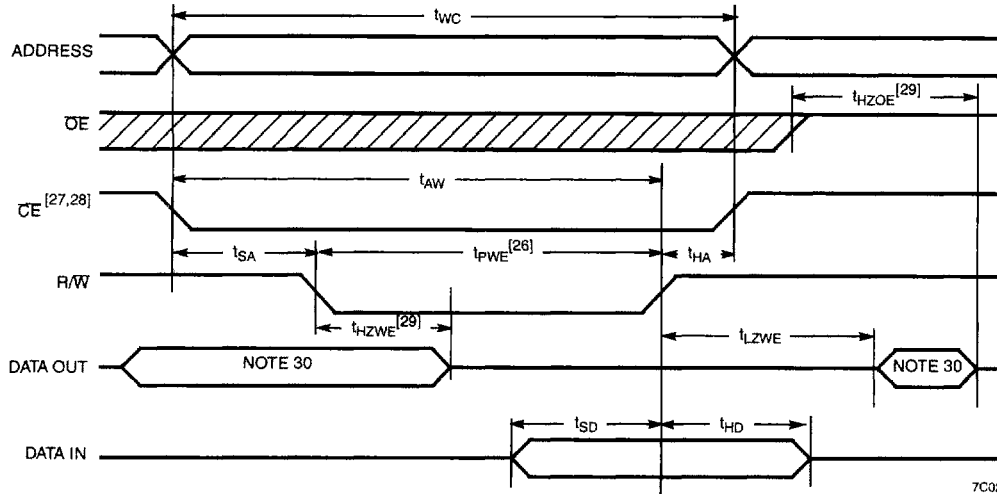 tWC
ADDRESS
tHZOE[29]
OE
tAW
CE [27,28]
tSA
tPWE[26]
tHA
R/W
tHZWE[29]
tLZWE
DATA OUT
NOTE 30
NOTE 30
tSD
tHD
DATA IN